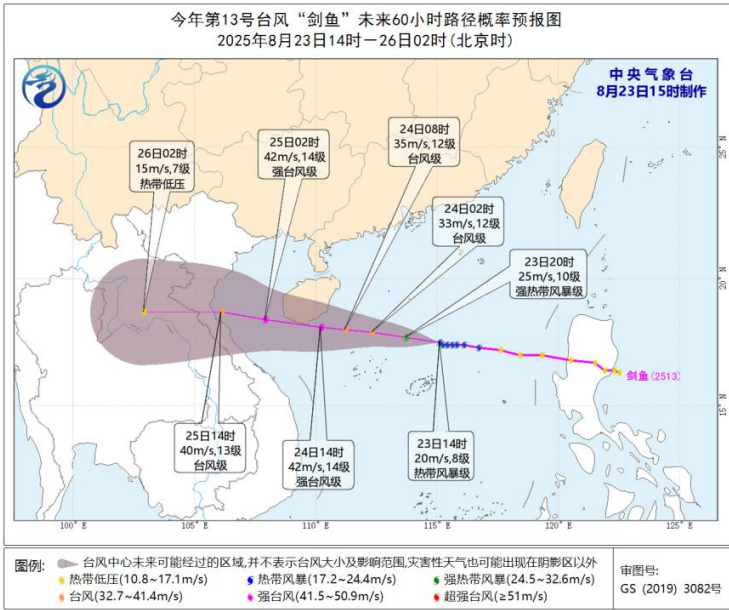 今年第13号台风“剑鱼”未来60小时路径概率预报图
2025年8月23日14时－26日02时(北京时)
中央气象台
8月23日15时制作
26日02时
15m/s,7级
热带低压
25日02时
42m/s,14级
强台风级
24日08时
35m/s,12级
台风级
24日02时
33m/s,12级
台风级
23日20时
25m/s,10级
强热带风暴级
25日14时
40m/s,13级
台风级
24日14时
42m/s,14级
强台风级
23日14时
20m/s,8级
热带风暴级
剑鱼(2513)
25°N
20°N
15°N
100°E
105°E
110°E
115°E
120°E
125°E
图例:
台风中心未来可能经过的区域,并不表示台风大小及影响范围,灾害性天气也可能出现在阴影区以外
热带低压(10.8~17.1m/s)
热带风暴(17.2~24.4m/s)
强热带风暴(24.5~32.6m/s)
台风(32.7~41.4m/s)
强台风(41.5~50.9m/s)
超强台风(≥51m/s)
审图号:
GS (2019) 3082号